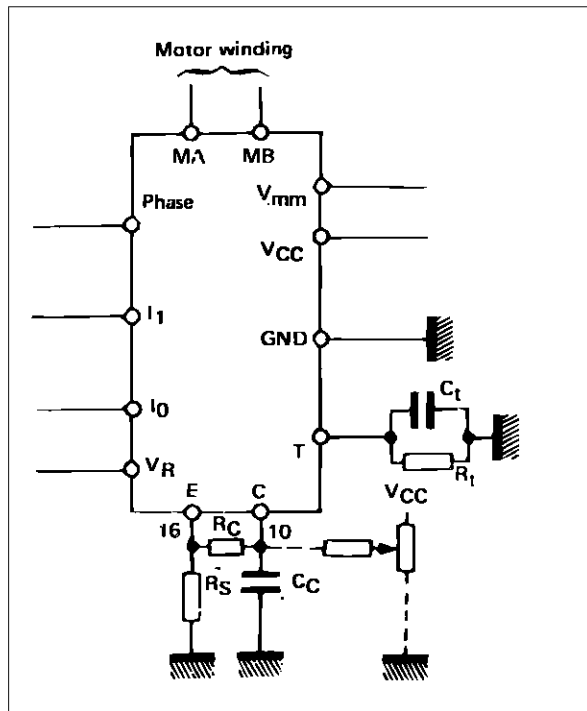 Motor winding
MA MB
Phase
Vmm
VCC
I1
GND
Ct
I0
T
VR
Rt
E C
VCC
16 RC 10
RS CC